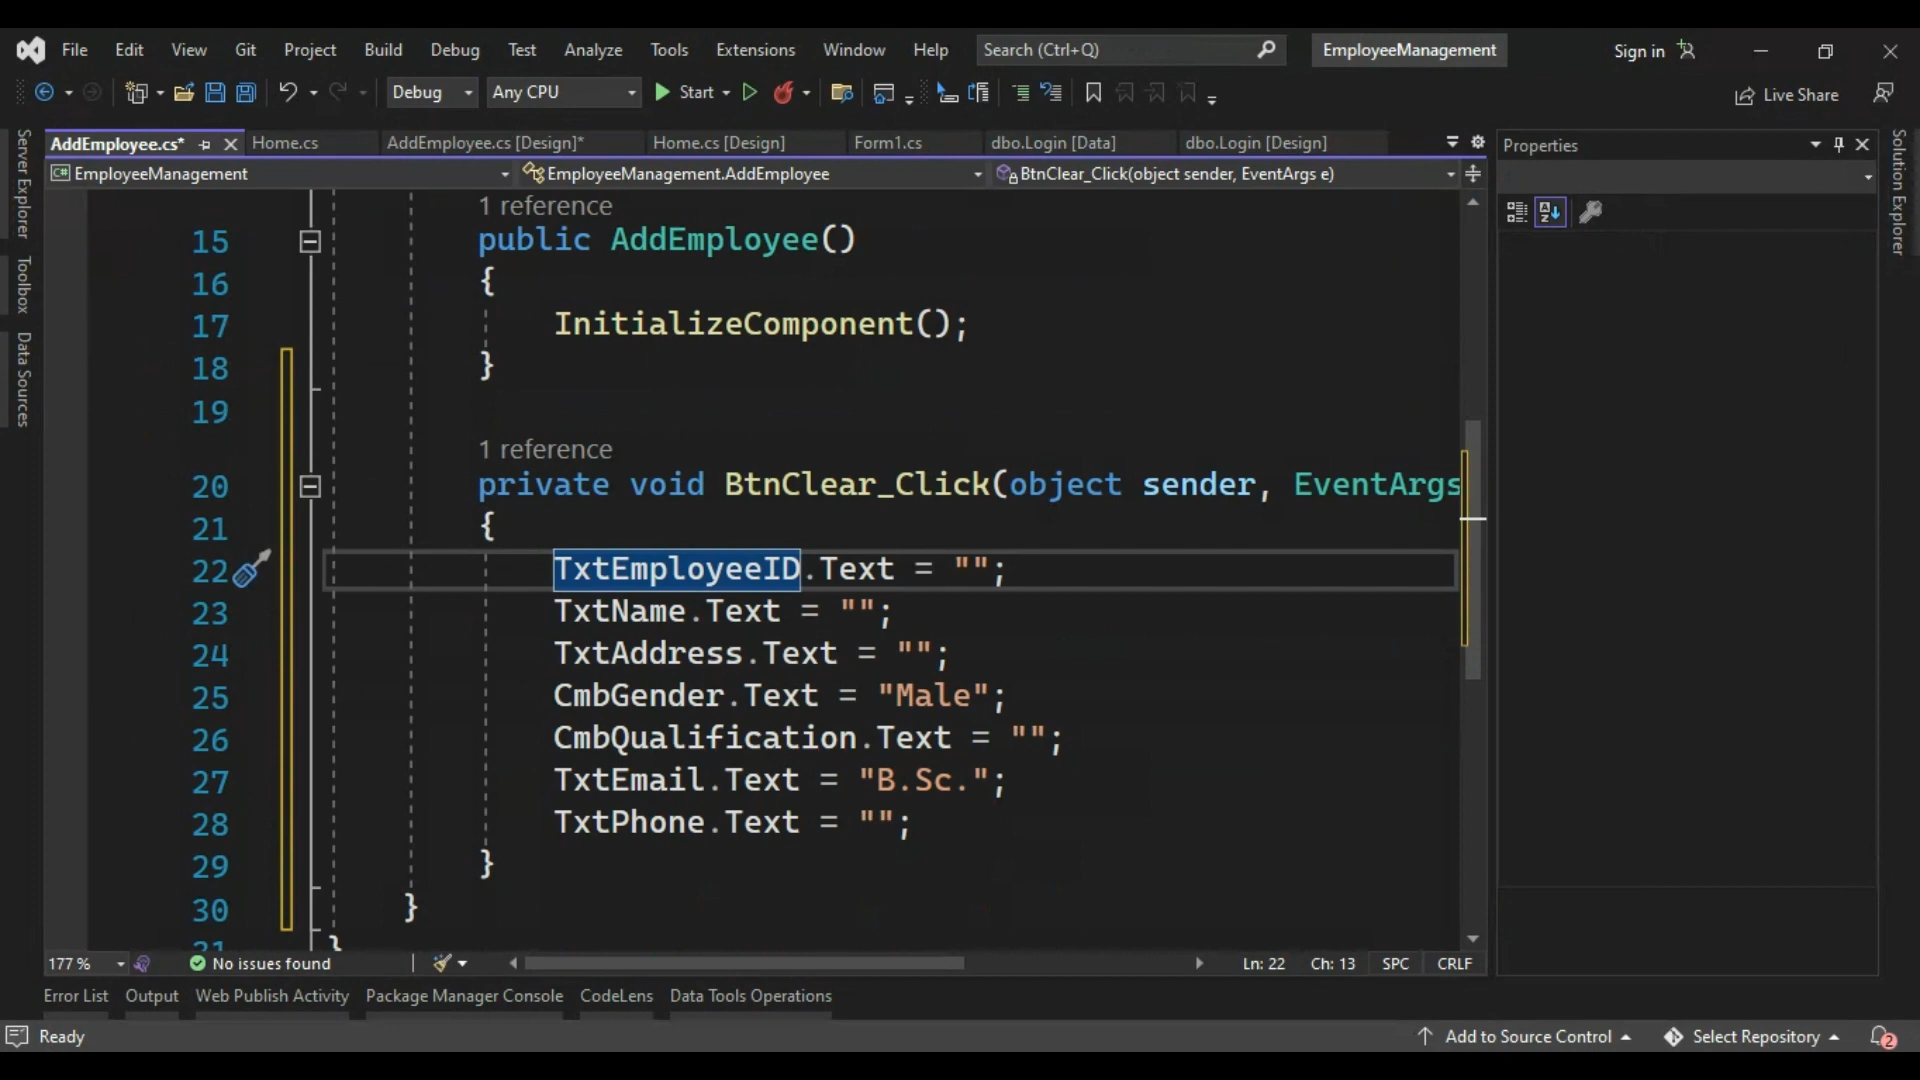 File Edit View Git Project Build Debug Test Analyze Tools Extensions Window Help Search (Ctrl+Q) EmployeeManagement Sign in
Debug Any CPU Start Live Share
AddEmployee.cs* Home.cs AddEmployee.cs [Design]* Home.cs [Design] Form1.cs dbo.Login [Data] dbo.Login [Design] Properties
C# EmployeeManagement EmployeeManagement.AddEmployee BtnClear_Click(object sender, EventArgs e)
Server Explorer
Toolbox
Data Sources
Solution Explorer
1 reference
15 public AddEmployee()
16 {
17 InitializeComponent();
18 }
19
1 reference
20 private void BtnClear_Click(object sender, EventArgs
21 {
22 TxtEmployeeID.Text = "";
23 TxtName.Text = "";
24 TxtAddress.Text = "";
25 CmbGender.Text = "Male";
26 CmbQualification.Text = "";
27 TxtEmail.Text = "B.Sc.";
28 TxtPhone.Text = "";
29 }
30 }
31 }
177 % No issues found Ln: 22 Ch: 13 SPC CRLF
Error List Output Web Publish Activity Package Manager Console CodeLens Data Tools Operations
Ready Add to Source Control Select Repository 2